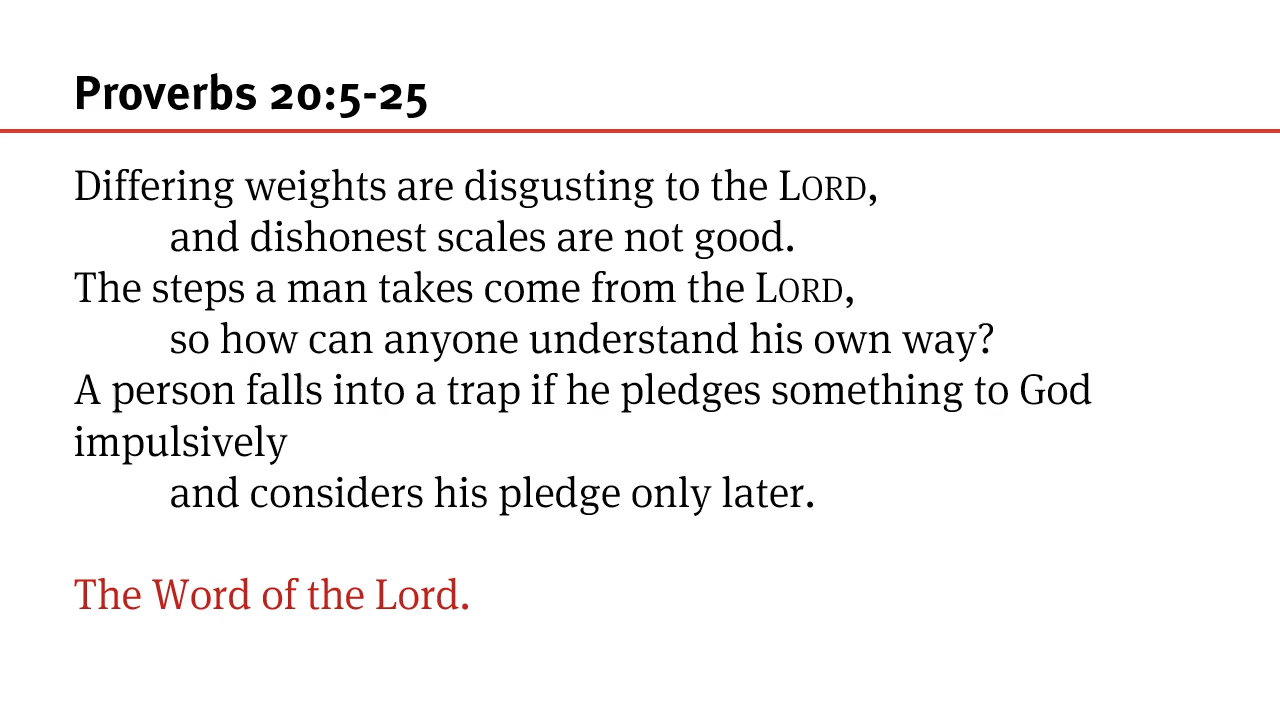 Proverbs 20:5-25
Differing weights are disgusting to the LORD,
and dishonest scales are not good.
The steps a man takes come from the LORD,
so how can anyone understand his own way?
A person falls into a trap if he pledges something to God
impulsively
and considers his pledge only later.
The Word of the Lord.